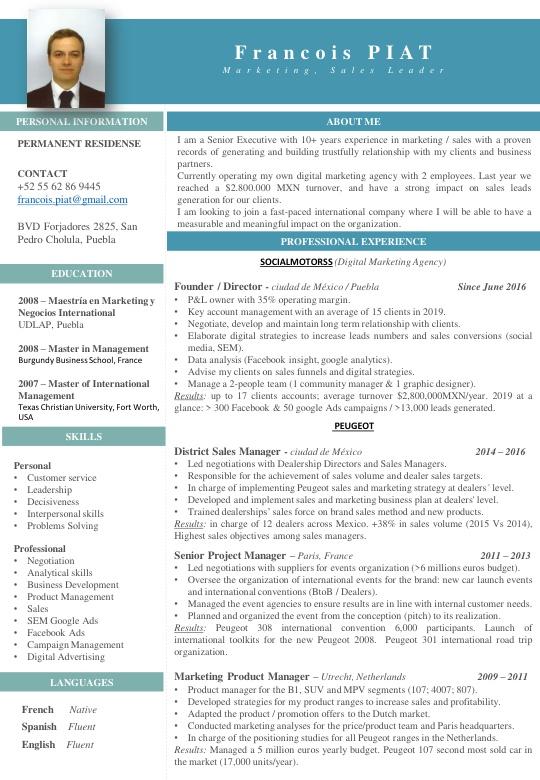 Francois PIAT
Marketing, Sales Leader
PERSONAL INFORMATION
PERMANENT RESIDENSE
CONTACT
+52 55 62 86 9445
francois.piat@gmail.com
BVD Forjadores 2825, San
Pedro Cholula, Puebla
EDUCATION
2008 – Maestría en Marketing y
Negocios International
UDLAP, Puebla
2008 – Master in Management
Burgundy Business School, France
2007 – Master of International
Management
Texas Christian University, Fort Worth,
USA
SKILLS
Personal
• Customer service
• Leadership
• Decisiveness
• Interpersonal skills
• Problems Solving
Professional
• Negotiation
• Analytical skills
• Business Development
• Product Management
• Sales
• SEM Google Ads
• Facebook Ads
• Campaign Management
• Digital Advertising
LANGUAGES
French Native
Spanish Fluent
English Fluent
ABOUT ME
I am a Senior Executive with 10+ years experience in marketing / sales with a proven
records of generating and building trustfully relationship with my clients and business
partners.
Currently operating my own digital marketing agency with 2 employees. Last year we
reached a $2.800.000 MXN turnover, and have a strong impact on sales leads
generation for our clients.
I am looking to join a fast-paced international company where I will be able to have a
measurable and meaningful impact on the organization.
PROFESSIONAL EXPERIENCE
SOCIALMOTORSS (Digital Marketing Agency)
Founder / Director - ciudad de México / Puebla Since June 2016
• P&L owner with 35% operating margin.
• Key account management with an average of 15 clients in 2019.
• Negotiate, develop and maintain long term relationship with clients.
• Elaborate digital strategies to increase leads numbers and sales conversions (social
media, SEM).
• Data analysis (Facebook insight, google analytics).
• Advise my clients on sales funnels and digital strategies.
• Manage a 2-people team (1 community manager & 1 graphic designer).
Results: up to 17 clients accounts; average turnover $2,800,000MXN/year. 2019 at a
glance: > 300 Facebook & 50 google Ads campaigns / >13,000 leads generated.
PEUGEOT
District Sales Manager - ciudad de México 2014 – 2016
• Led negotiations with Dealership Directors and Sales Managers.
• Responsible for the achievement of sales volume and dealer sales targets.
• In charge of implementing Peugeot sales and marketing strategy at dealers' level.
• Developed and implement sales and marketing business plan at dealers' level.
• Trained dealerships' sales force on brand sales method and new products.
Results: in charge of 12 dealers across Mexico. +38% in sales volume (2015 Vs 2014),
Highest sales objectives among sales managers.
Senior Project Manager – Paris, France 2011 – 2013
• Led negotiations with suppliers for events organization (>6 millions euros budget).
• Oversee the organization of international events for the brand: new car launch events
and international conventions (BtoB / Dealers).
• Managed the event agencies to ensure results are in line with internal customer needs.
• Planned and organized the event from the conception (pitch) to its realization.
Results: Peugeot 308 international convention 6,000 participants. Launch of
international toolkits for the new Peugeot 2008. Peugeot 301 international road trip
organization.
Marketing Product Manager – Utrecht, Netherlands 2009 – 2011
• Product manager for the B1, SUV and MPV segments (107; 4007; 807).
• Developed strategies for my product ranges to increase sales and profitability.
• Adapted the product / promotion offers to the Dutch market.
• Conducted marketing analyses for the price/product team and Paris headquarters.
• In charge of the positioning studies for all Peugeot ranges in the Netherlands.
Results: Managed a 5 million euros yearly budget. Peugeot 107 second most sold car in
the market (17,000 units/year).